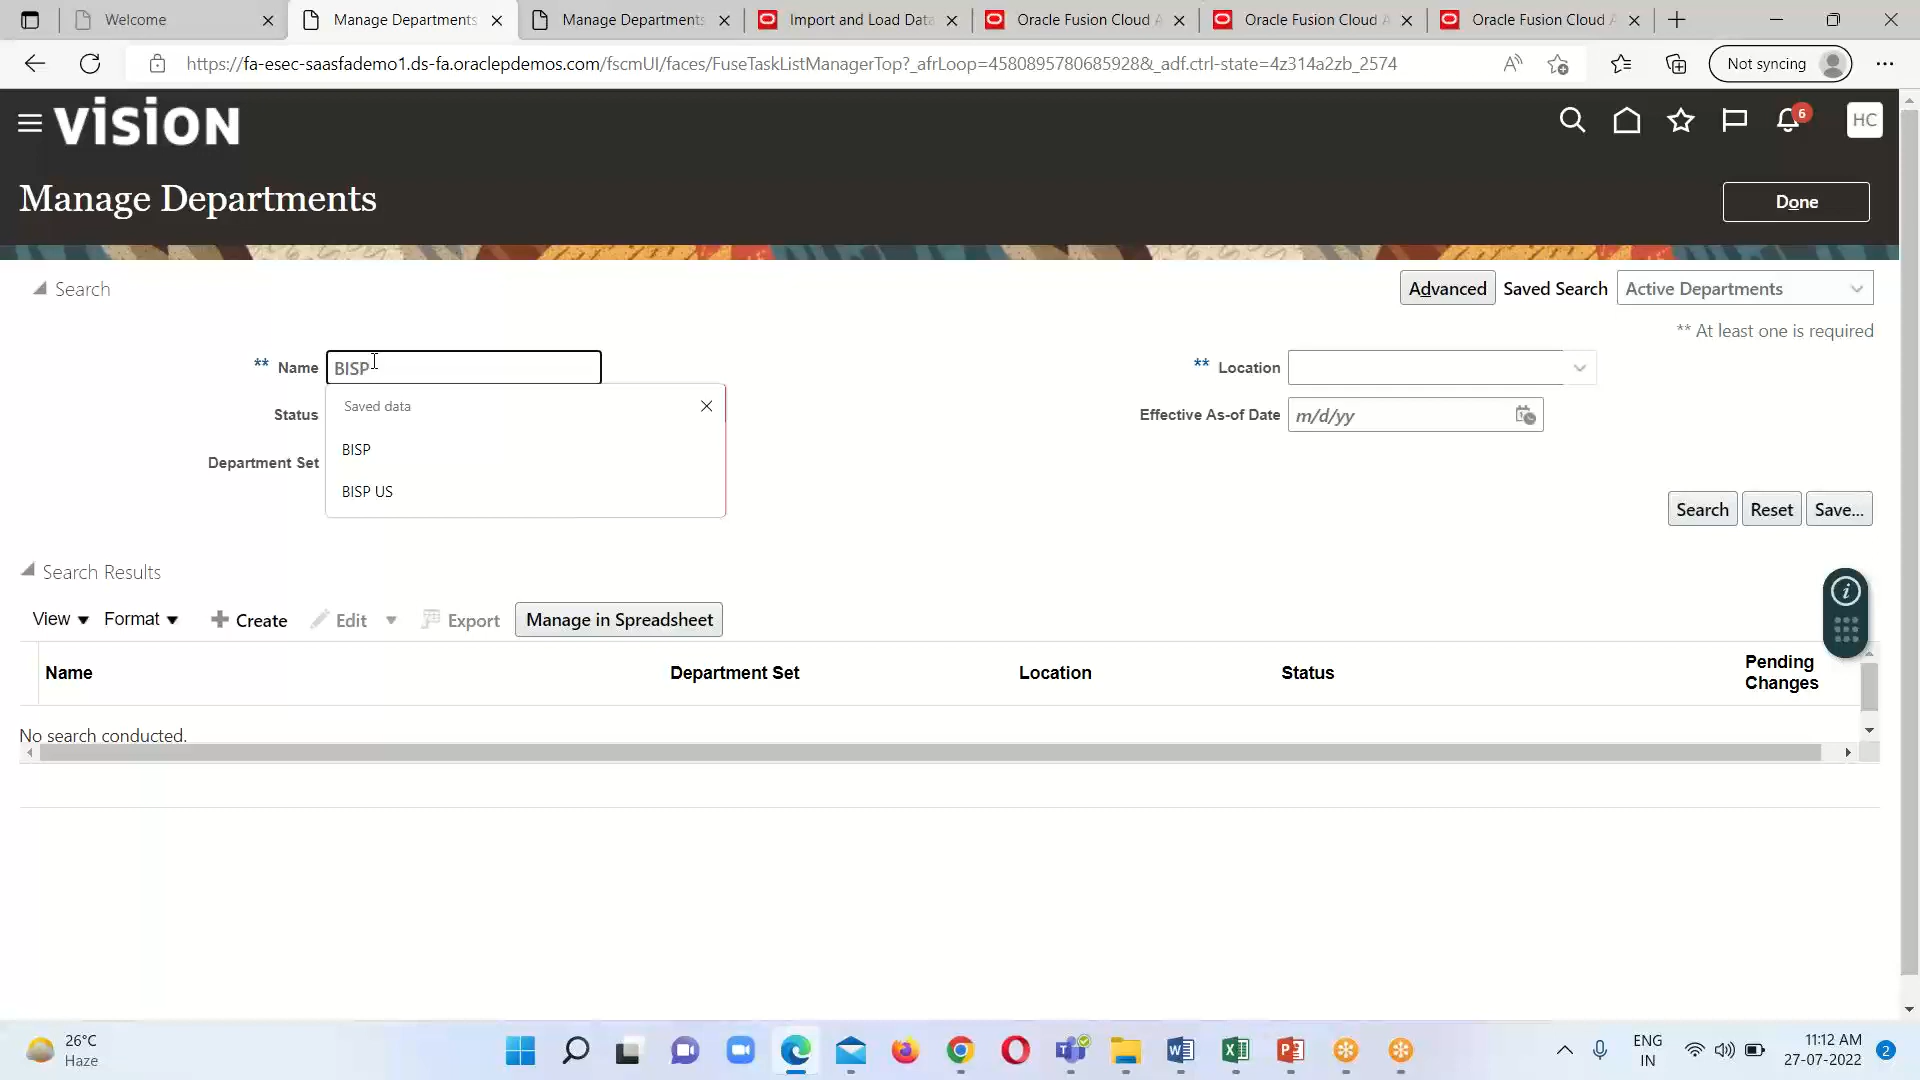 Welcome
Manage Departments
Manage Departments
Import and Load Data
Oracle Fusion Cloud A
Oracle Fusion Cloud A
Oracle Fusion Cloud A
https://fa-esec-saasfademo1.ds-fa.oraclepdemos.com/fscmUI/faces/FuseTaskListManagerTop?_afrLoop=4580895780685928&_adf.ctrl-state=4z314a2zb_2574
Not syncing
vision
6
HC
Manage Departments
Done
Search
Advanced Saved Search Active Departments
** At least one is required
** Name BISP
** Location
Saved data
Status
Effective As-of Date m/d/yy
BISP
Department Set
BISP US
Search Reset Save...
Search Results
View Format Create Edit Export Manage in Spreadsheet
Name Department Set Location Status Pending Changes
No search conducted.
26°C
Haze
ENG
IN
11:12 AM
27-07-2022
2